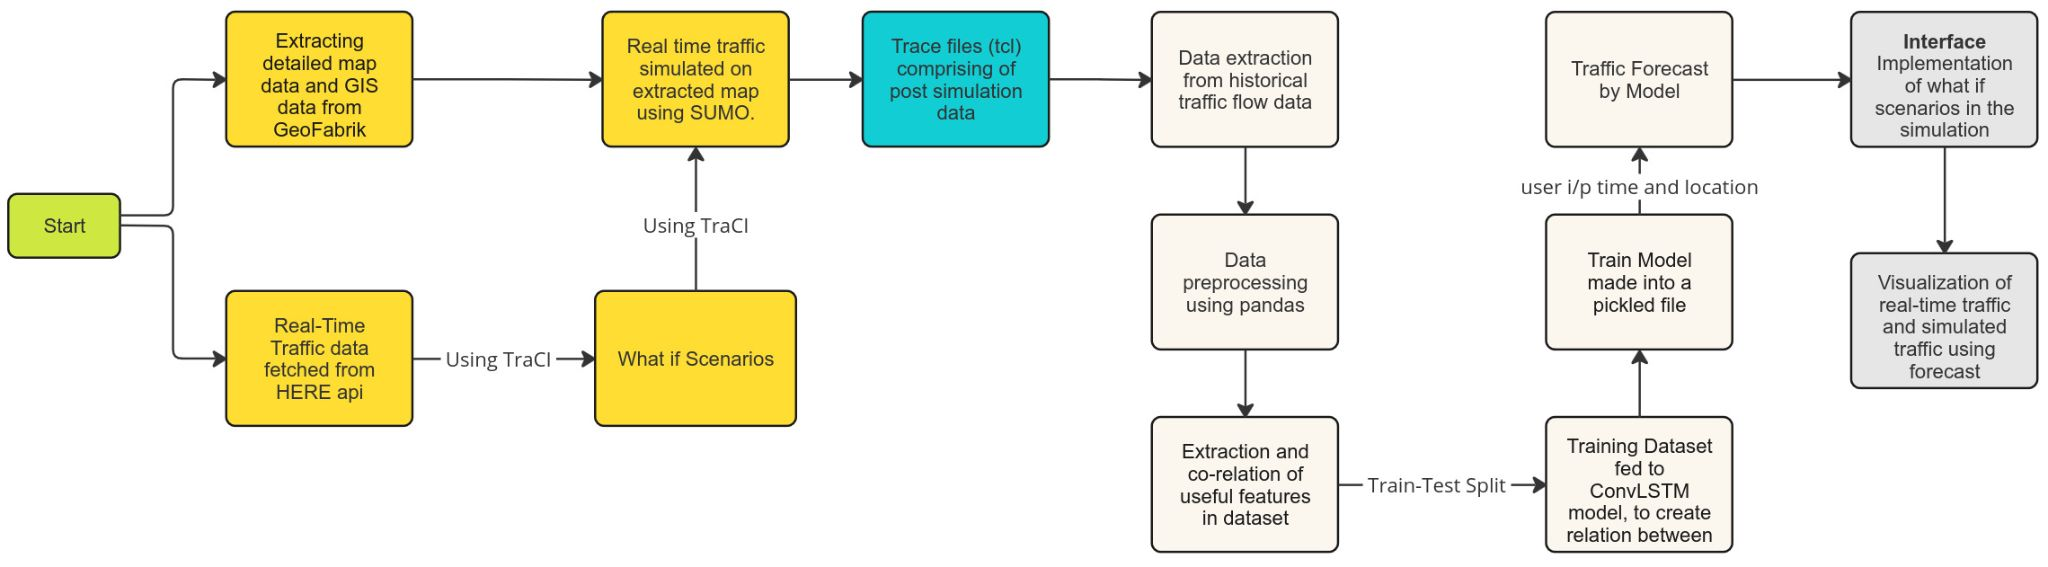 Start
Extracting
detailed map
data and GIS
data from
GeoFabrik
Real-Time
Traffic data
fetched from
HERE api
Using TraCI
What if Scenarios
Using TraCI
Real time traffic
simulated on
extracted map
using SUMO.
Trace files (tcl)
comprising of
post simulation
data
Data extraction
from historical
traffic flow data
Data
preprocessing
using pandas
Extraction and
co-relation of
useful features
in dataset
Train-Test Split
Training Dataset
fed to
ConvLSTM
model, to create
relation between
Train Model
made into a
pickled file
user i/p time and location
Traffic Forecast
by Model
Interface
Implementation
of what if
scenarios in the
simulation
Visualization of
real-time traffic
and simulated
traffic using
forecast